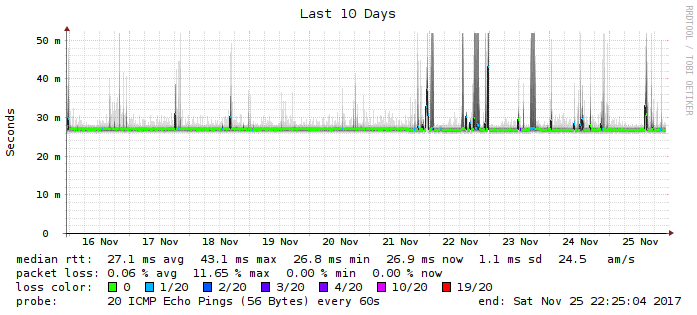 Last 10 Days
RRDTOOL / TOBI OETIKER
Seconds
50 m
40 m
30 m
20 m
10 m
0
16 Nov 17 Nov 18 Nov 19 Nov 20 Nov 21 Nov 22 Nov 23 Nov 24 Nov 25 Nov
median rtt: 27.1 ms avg 43.1 ms max 26.8 ms min 26.9 ms now 1.1 ms sd 24.5 am/s
packet loss: 0.06 % avg 11.65 % max 0.00 % min 0.00 % now
loss color: 0 1/20 2/20 3/20 4/20 10/20 19/20
probe: 20 ICMP Echo Pings (56 Bytes) every 60s end: Sat Nov 25 22:25:04 2017